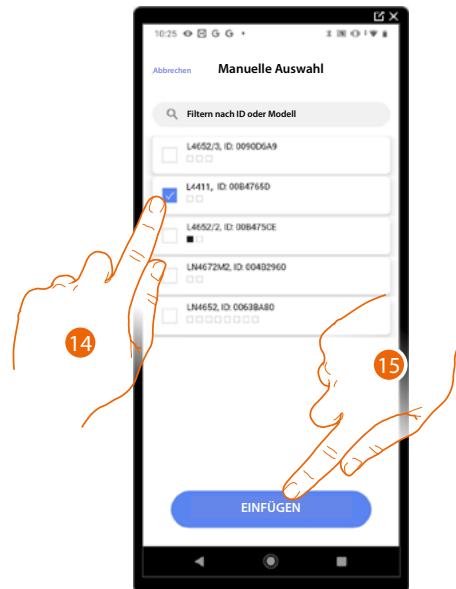 10:25 G G
Abbrechen Manuelle Auswahl
Filtern nach ID oder Modell
L4652/3, ID: 0090D6A9
L4411, ID: 00B4765D
L4652/2, ID: 00B475CE
LN4672M2, ID: 004B2960
LN4652, ID: 0063BA80
14
15
EINFÜGEN